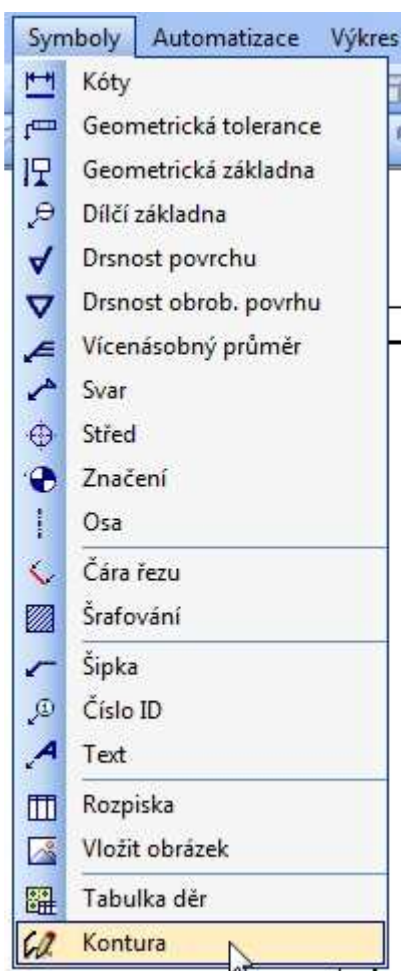 Symboly Automatizace Výkres
Kóty
Geometrická tolerance
Geometrická základna
Dílčí základna
Drsnost povrchu
Drsnost obrob. povrhu
Vícenásobný průměr
Svar
Střed
Značení
Osa
Čára řezu
Šrafování
Šipka
Číslo ID
Text
Rozpiska
Vložit obrázek
Tabulka děr
Kontura